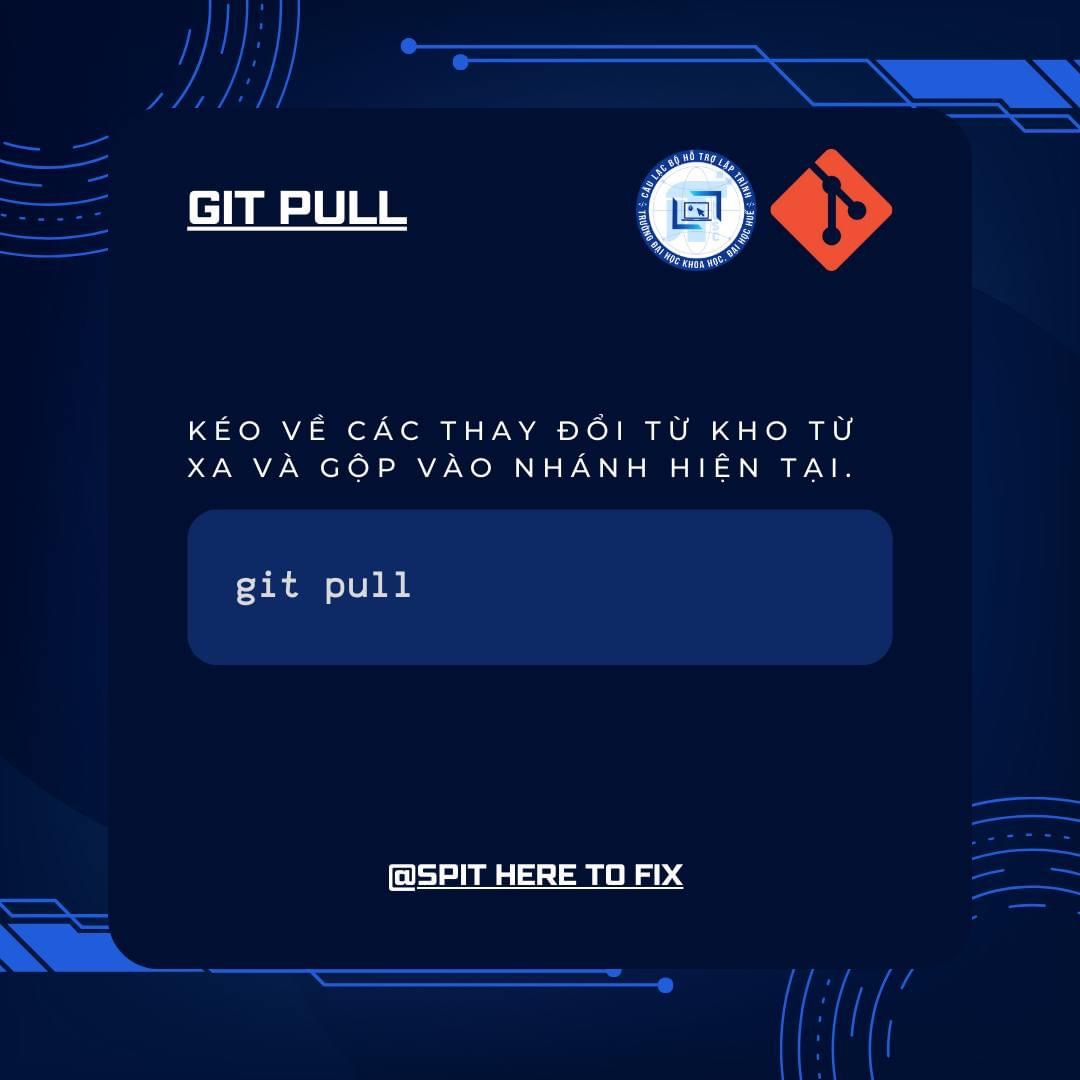 GIT PULL
CÂU LẠC BỘ HỖ TRỢ LẬP TRÌNH
TRƯỜNG ĐẠI HỌC KHOA HỌC, ĐẠI HỌC HUẾ
KÉO VỀ CÁC THAY ĐỔI TỪ KHO TỪ
XA VÀ GỘP VÀO NHÁNH HIỆN TẠI.
git pull
@SPIT HERE TO FIX